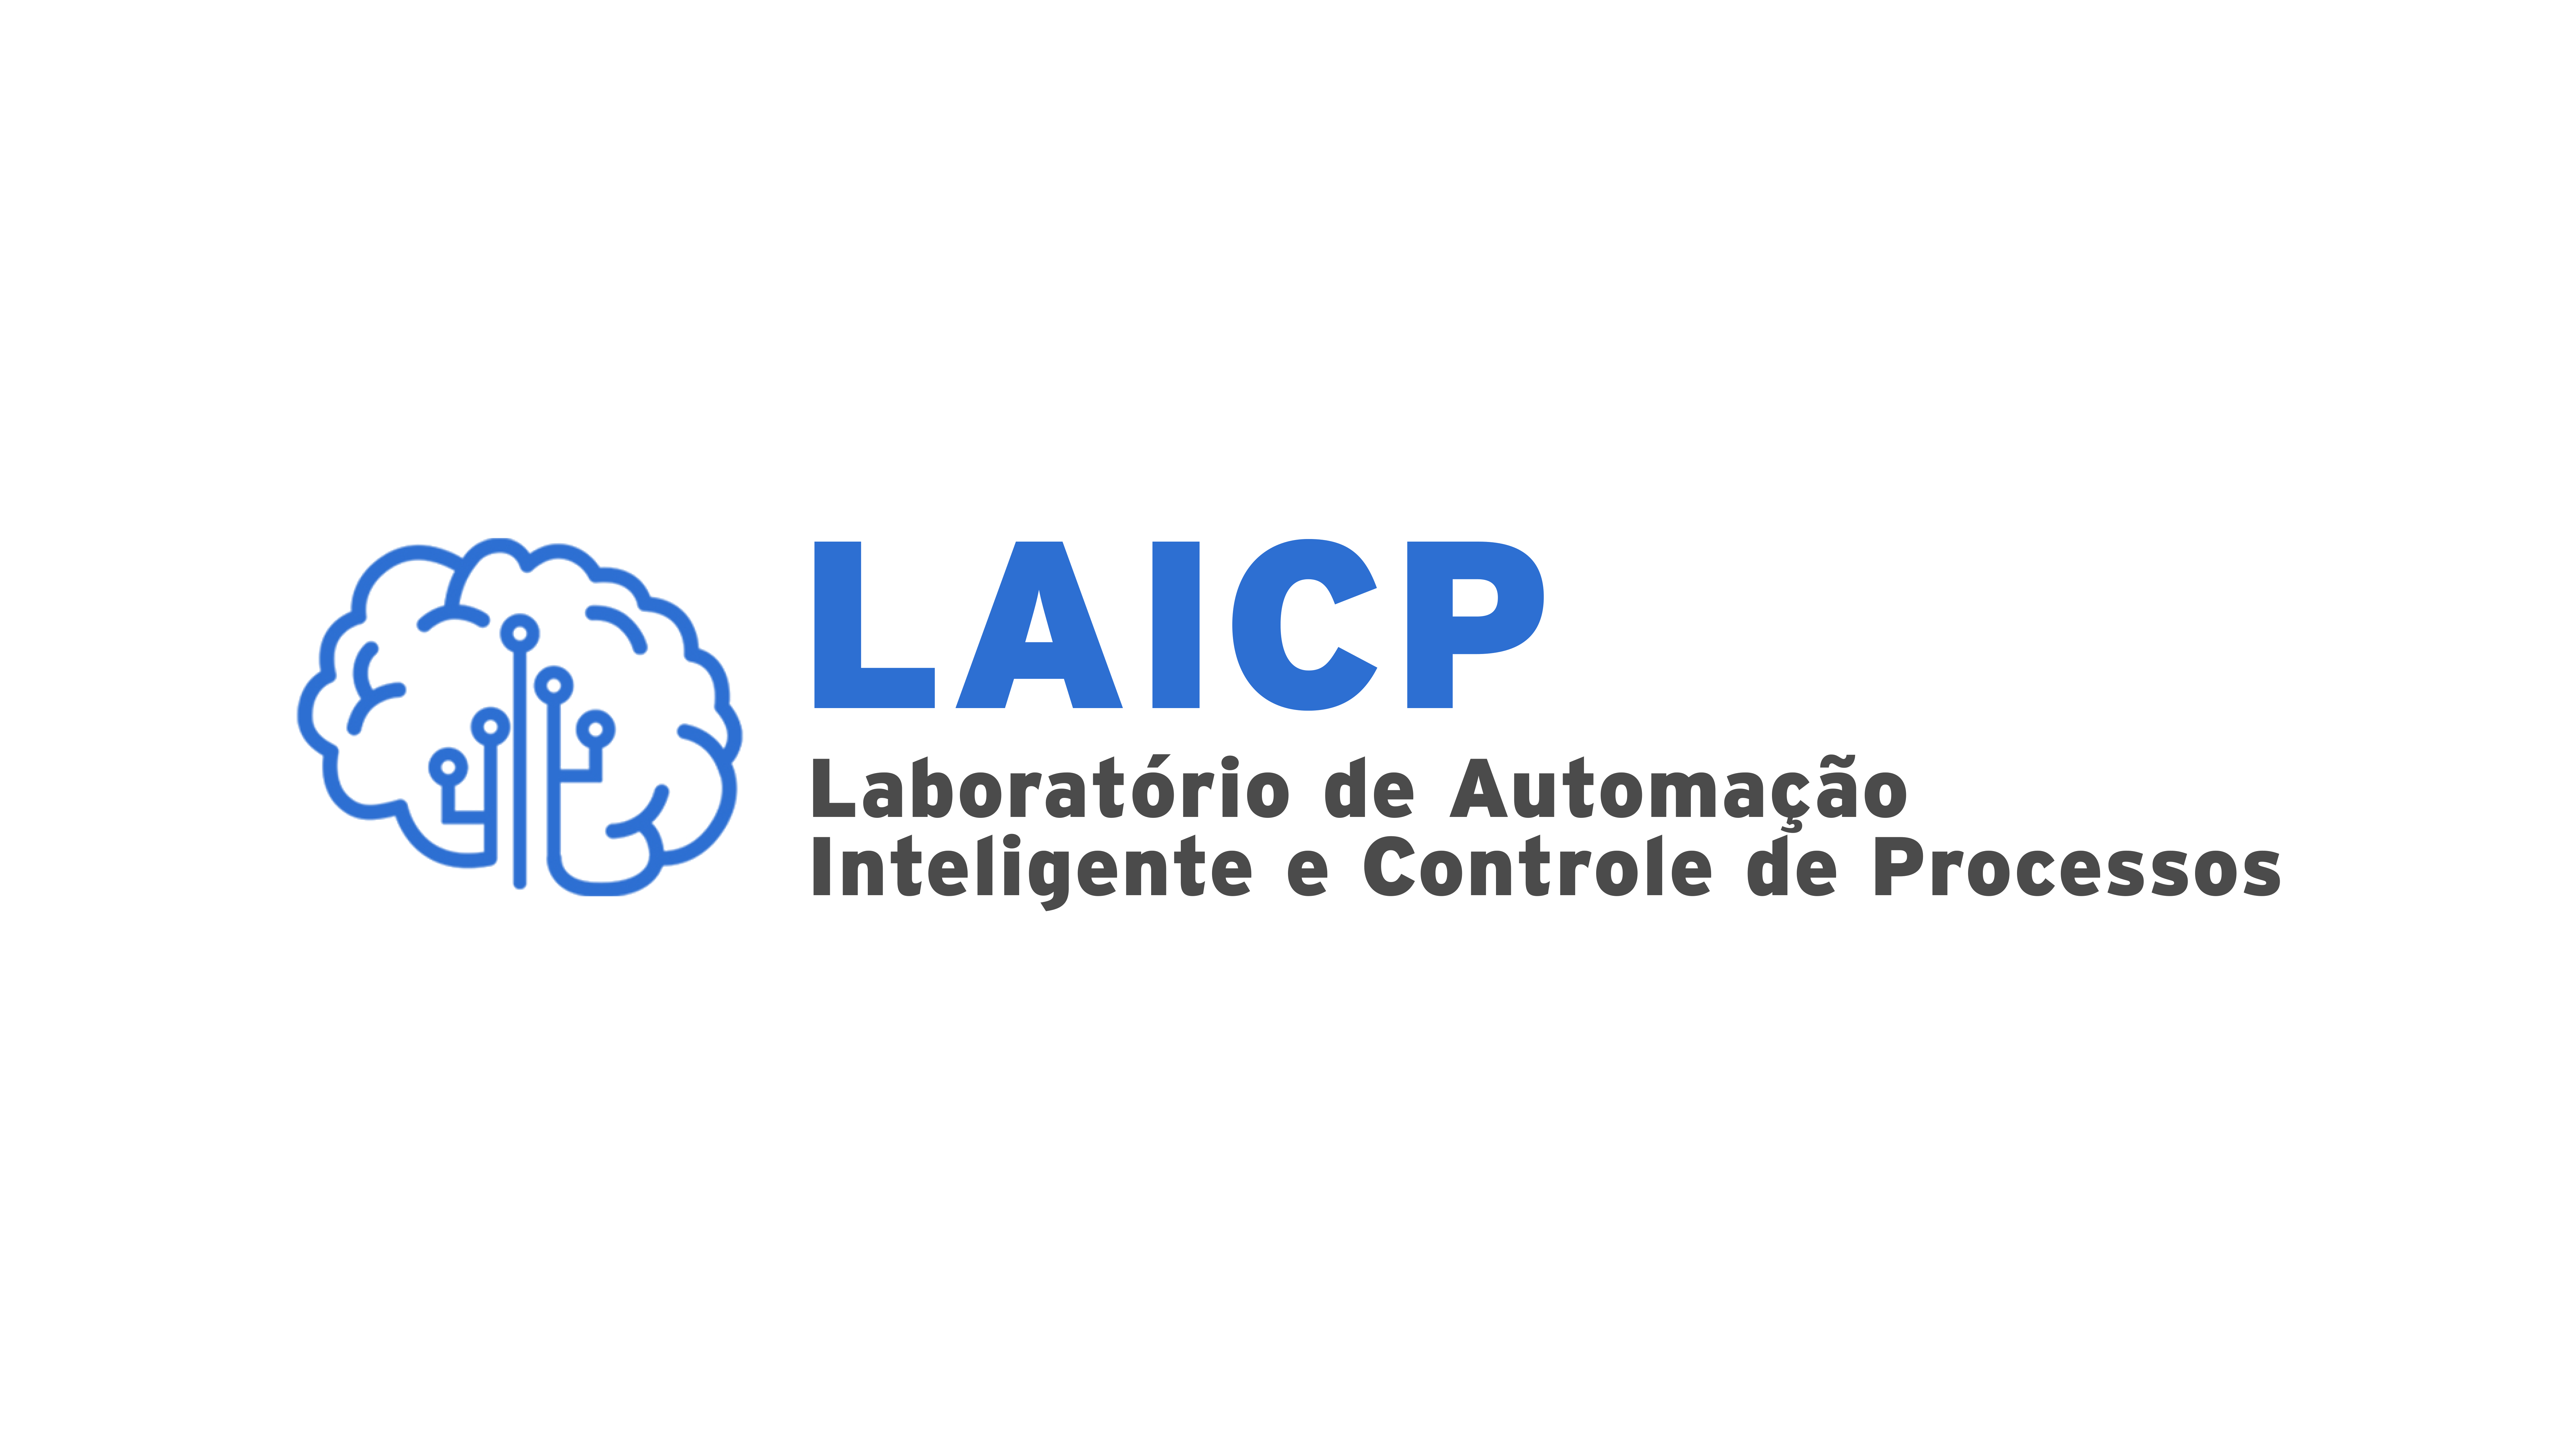 LAICP
Laboratório de Automação
Inteligente e Controle de Processos